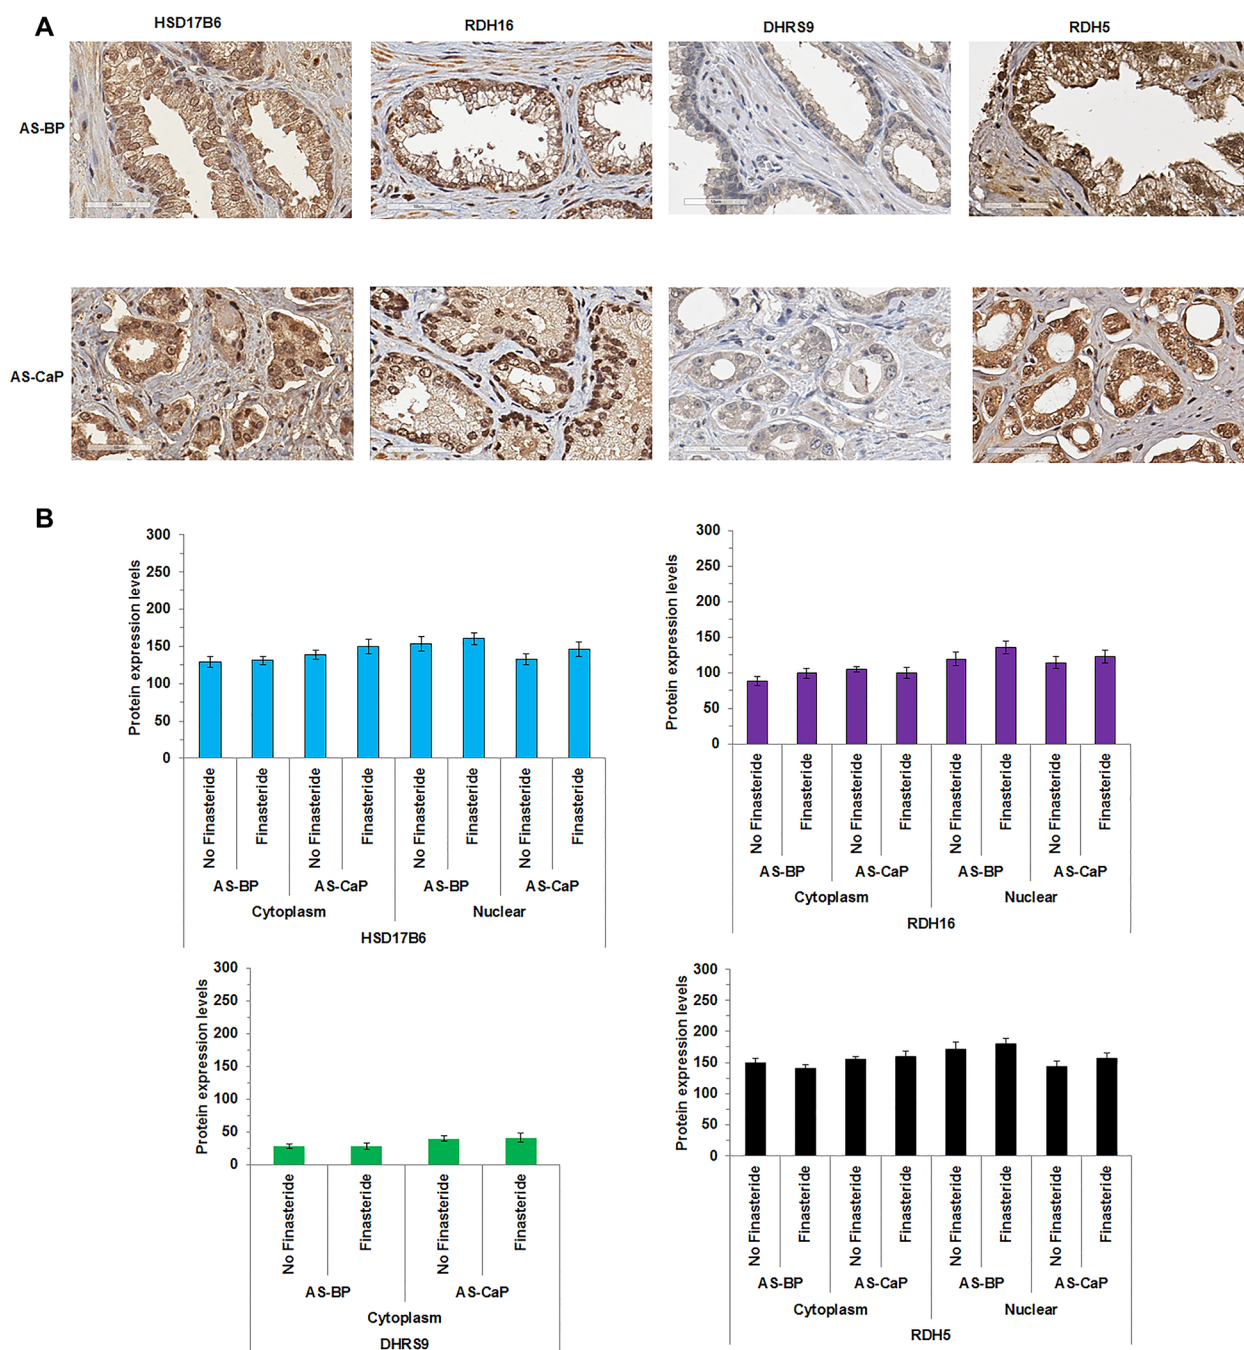 A
HSD17B6
RDH16
DHRS9
RDH5
AS-BP
AS-CaP
B
Protein expression levels
300
250
200
150
100
50
0
No Finasteride
Finasteride
No Finasteride
Finasteride
No Finasteride
Finasteride
No Finasteride
Finasteride
AS-BP
AS-CaP
AS-BP
AS-CaP
Cytoplasm
Nuclear
HSD17B6
Protein expression levels
300
250
200
150
100
50
0
No Finasteride
Finasteride
No Finasteride
Finasteride
No Finasteride
Finasteride
No Finasteride
Finasteride
AS-BP
AS-CaP
AS-BP
AS-CaP
Cytoplasm
Nuclear
RDH16
Protein expression levels
300
250
200
150
100
50
0
No Finasteride
Finasteride
No Finasteride
Finasteride
AS-BP
AS-CaP
Cytoplasm
DHRS9
Protein expression levels
300
250
200
150
100
50
0
No Finasteride
Finasteride
No Finasteride
Finasteride
No Finasteride
Finasteride
No Finasteride
Finasteride
AS-BP
AS-CaP
AS-BP
AS-CaP
Cytoplasm
Nuclear
RDH5